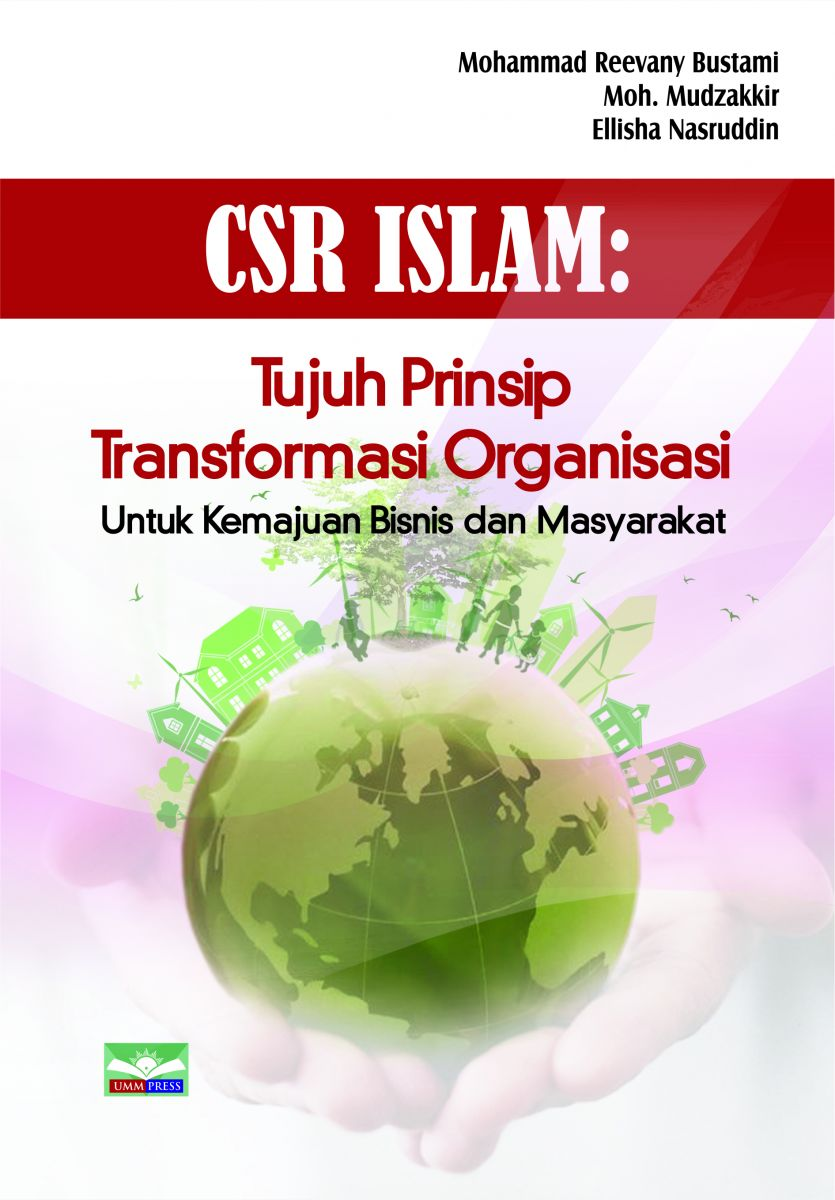 Mohammad Reevany Bustami
Moh. Mudzakkir
Ellisha Nasruddin
CSR ISLAM:
Tujuh Prinsip
Transformasi Organisasi
Untuk Kemajuan Bisnis dan Masyarakat
UMM PRESS